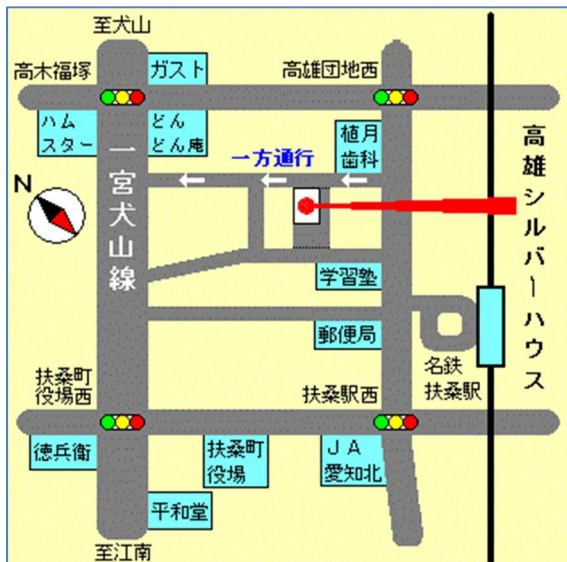 至犬山
高木福塚
ガスト
高雄団地西
ハム
スター
どん
どん庵
植月
歯科
一方通行
N
一宮犬山線
高雄シルバーハウス
学習塾
郵便局
名鉄
扶桑駅
扶桑町
役場西
扶桑駅西
徳兵衛
扶桑町
役場
JA
愛知北
平和堂
至江南